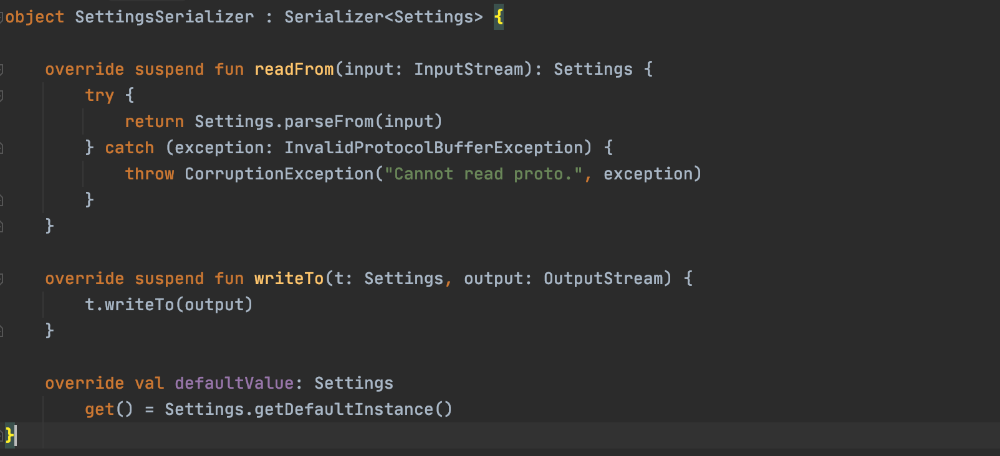 object SettingsSerializer : Serializer<Settings> {
override suspend fun readFrom(input: InputStream): Settings {
try {
return Settings.parseFrom(input)
} catch (exception: InvalidProtocolBufferException) {
throw CorruptionException("Cannot read proto.", exception)
}
}
override suspend fun writeTo(t: Settings, output: OutputStream) {
t.writeTo(output)
}
override val defaultValue: Settings
get() = Settings.getDefaultInstance()
}